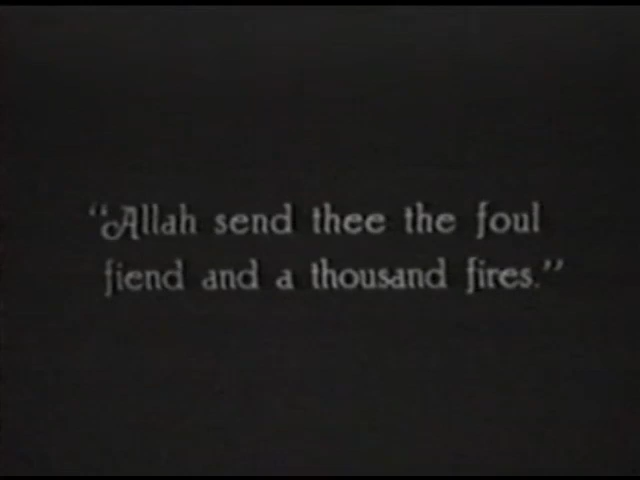 “Allah send thee the foul
fiend and a thousand fires.”